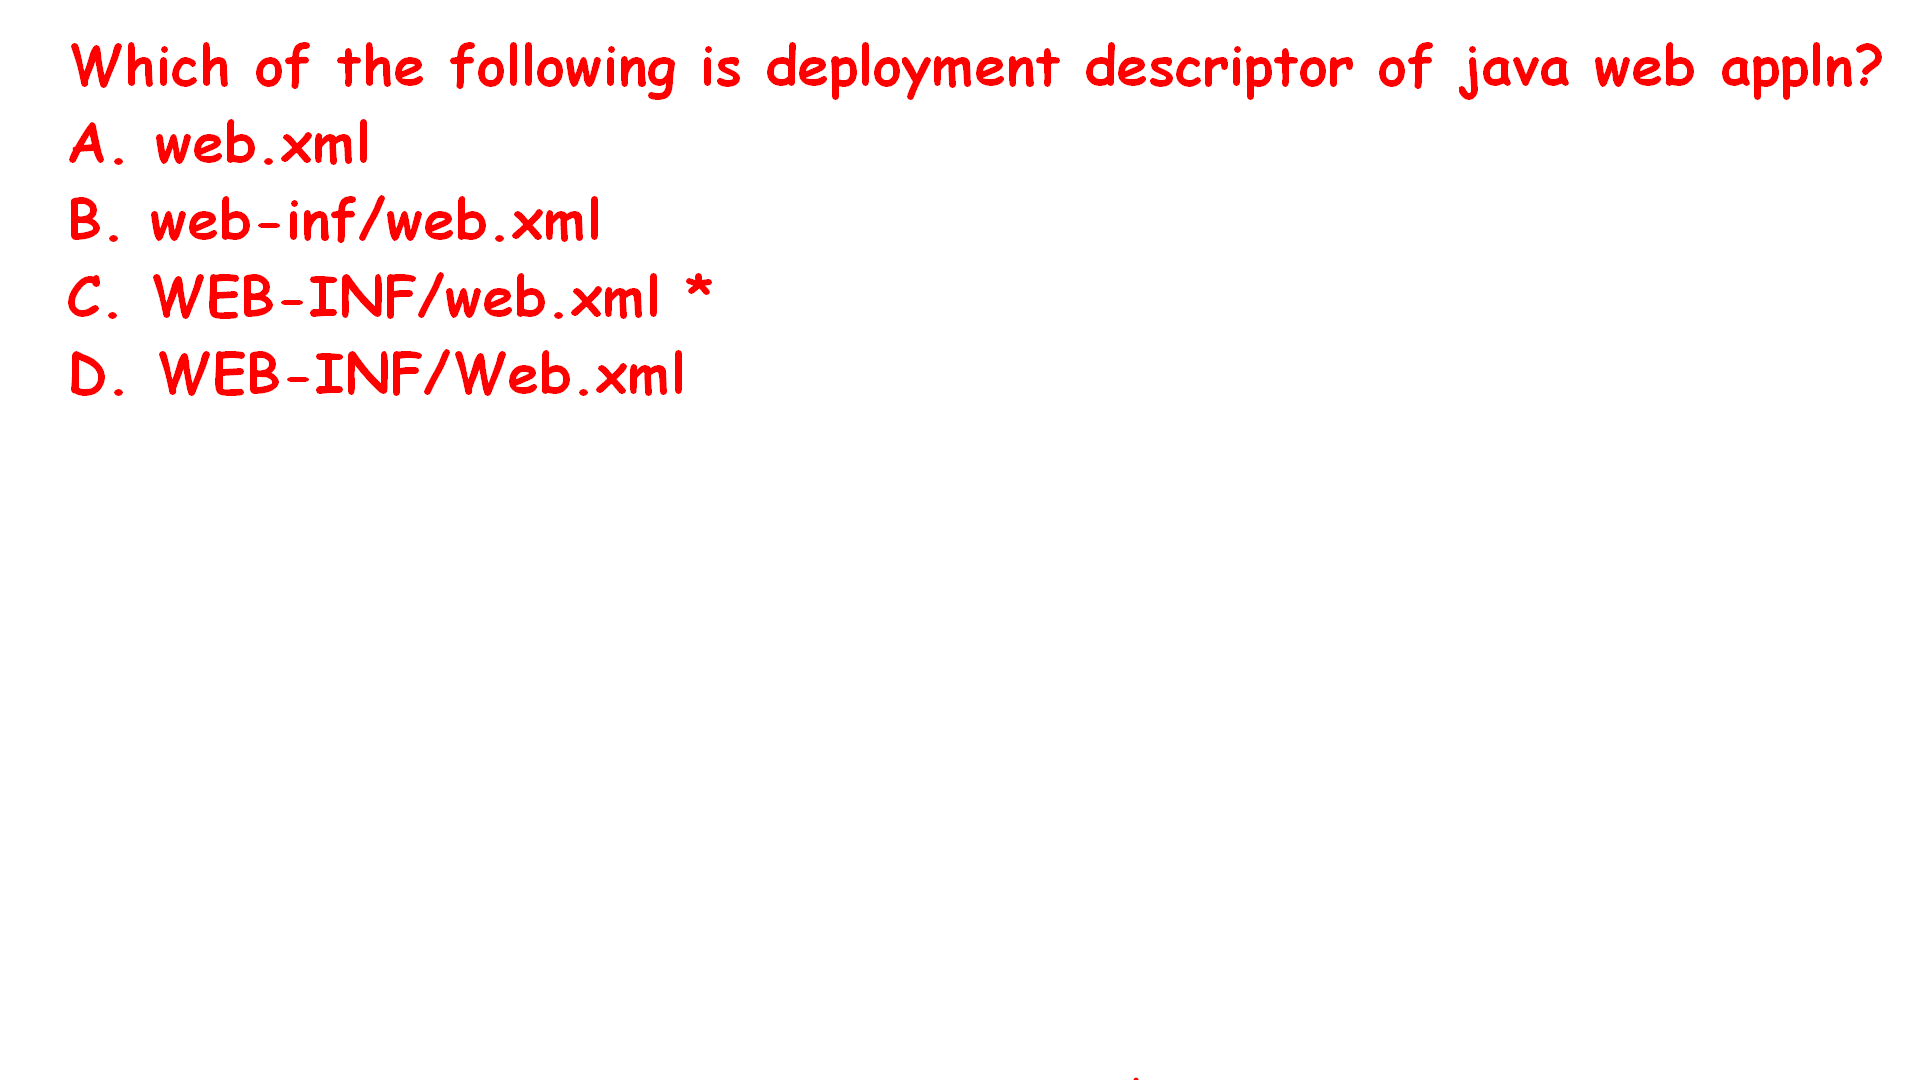 Which of the following is deployment descriptor of java web appln?
A. web.xml
B. web-inf/web.xml
C. WEB-INF/web.xml *
D. WEB-INF/Web.xml